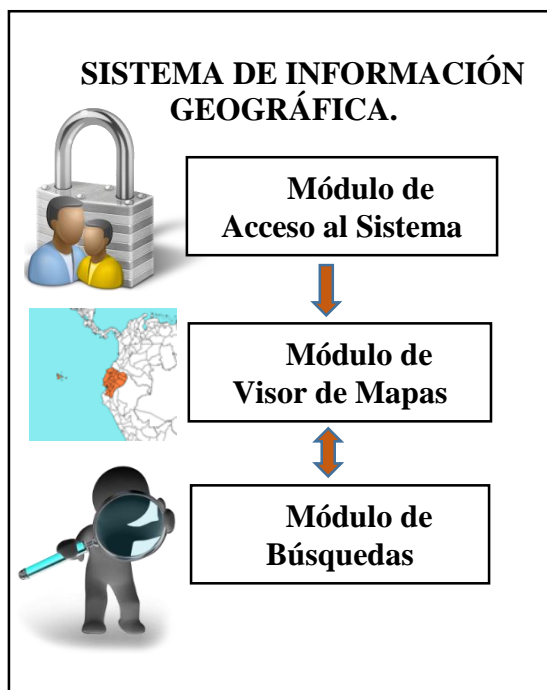 SISTEMA DE INFORMACIÓN
GEOGRÁFICA.
Módulo de
Acceso al Sistema
Módulo de
Visor de Mapas
Módulo de
Búsquedas